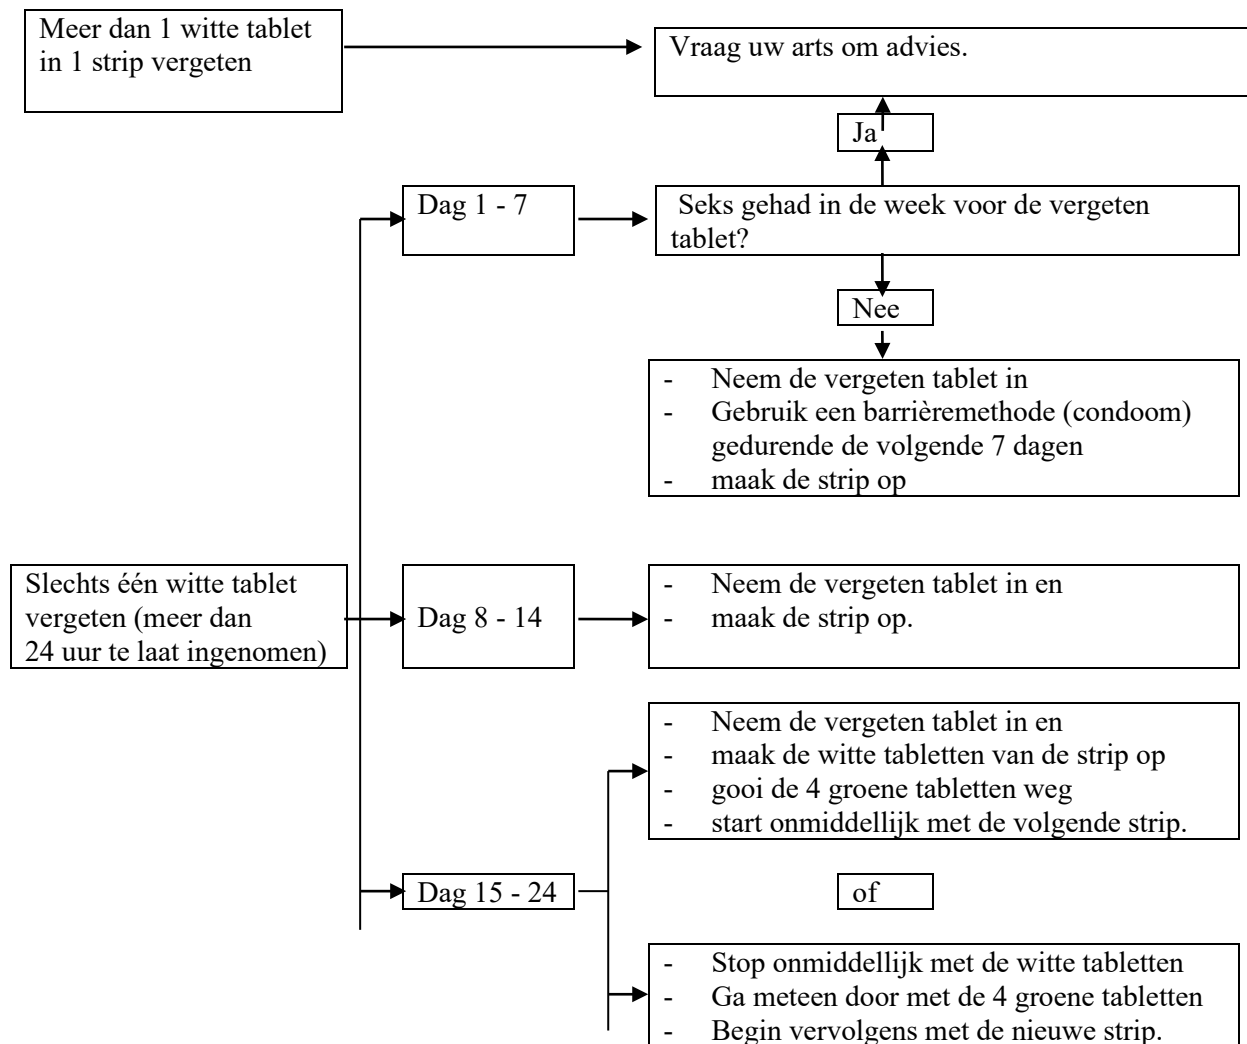 Meer dan 1 witte tablet
in 1 strip vergeten
Vraag uw arts om advies.
Ja
Dag 1 - 7
Seks gehad in de week voor de vergeten
tablet?
Nee
- Neem de vergeten tablet in
- Gebruik een barrièremethode (condoom)
gedurende de volgende 7 dagen
- maak de strip op
Slechts één witte tablet
vergeten (meer dan
24 uur te laat ingenomen)
Dag 8 - 14
- Neem de vergeten tablet in en
- maak de strip op.
- Neem de vergeten tablet in en
- maak de witte tabletten van de strip op
- gooi de 4 groene tabletten weg
- start onmiddellijk met de volgende strip.
Dag 15 - 24
of
- Stop onmiddellijk met de witte tabletten
- Ga meteen door met de 4 groene tabletten
- Begin vervolgens met de nieuwe strip.